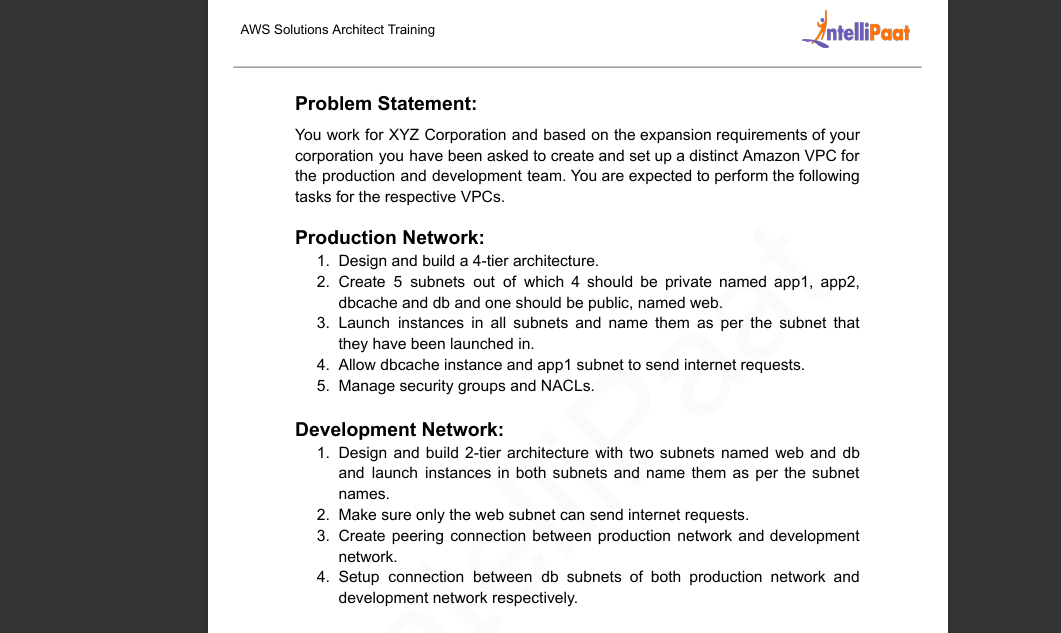 AWS Solutions Architect Training
IntelliPaat
Problem Statement:
You work for XYZ Corporation and based on the expansion requirements of your
corporation you have been asked to create and set up a distinct Amazon VPC for
the production and development team. You are expected to perform the following
tasks for the respective VPCs.
Production Network:
1. Design and build a 4-tier architecture.
2. Create 5 subnets out of which 4 should be private named app1, app2,
dbcache and db and one should be public, named web.
3. Launch instances in all subnets and name them as per the subnet that
they have been launched in.
4. Allow dbcache instance and app1 subnet to send internet requests.
5. Manage security groups and NACLs.
Development Network:
1. Design and build 2-tier architecture with two subnets named web and db
and launch instances in both subnets and name them as per the subnet
names.
2. Make sure only the web subnet can send internet requests.
3. Create peering connection between production network and development
network.
4. Setup connection between db subnets of both production network and
development network respectively.